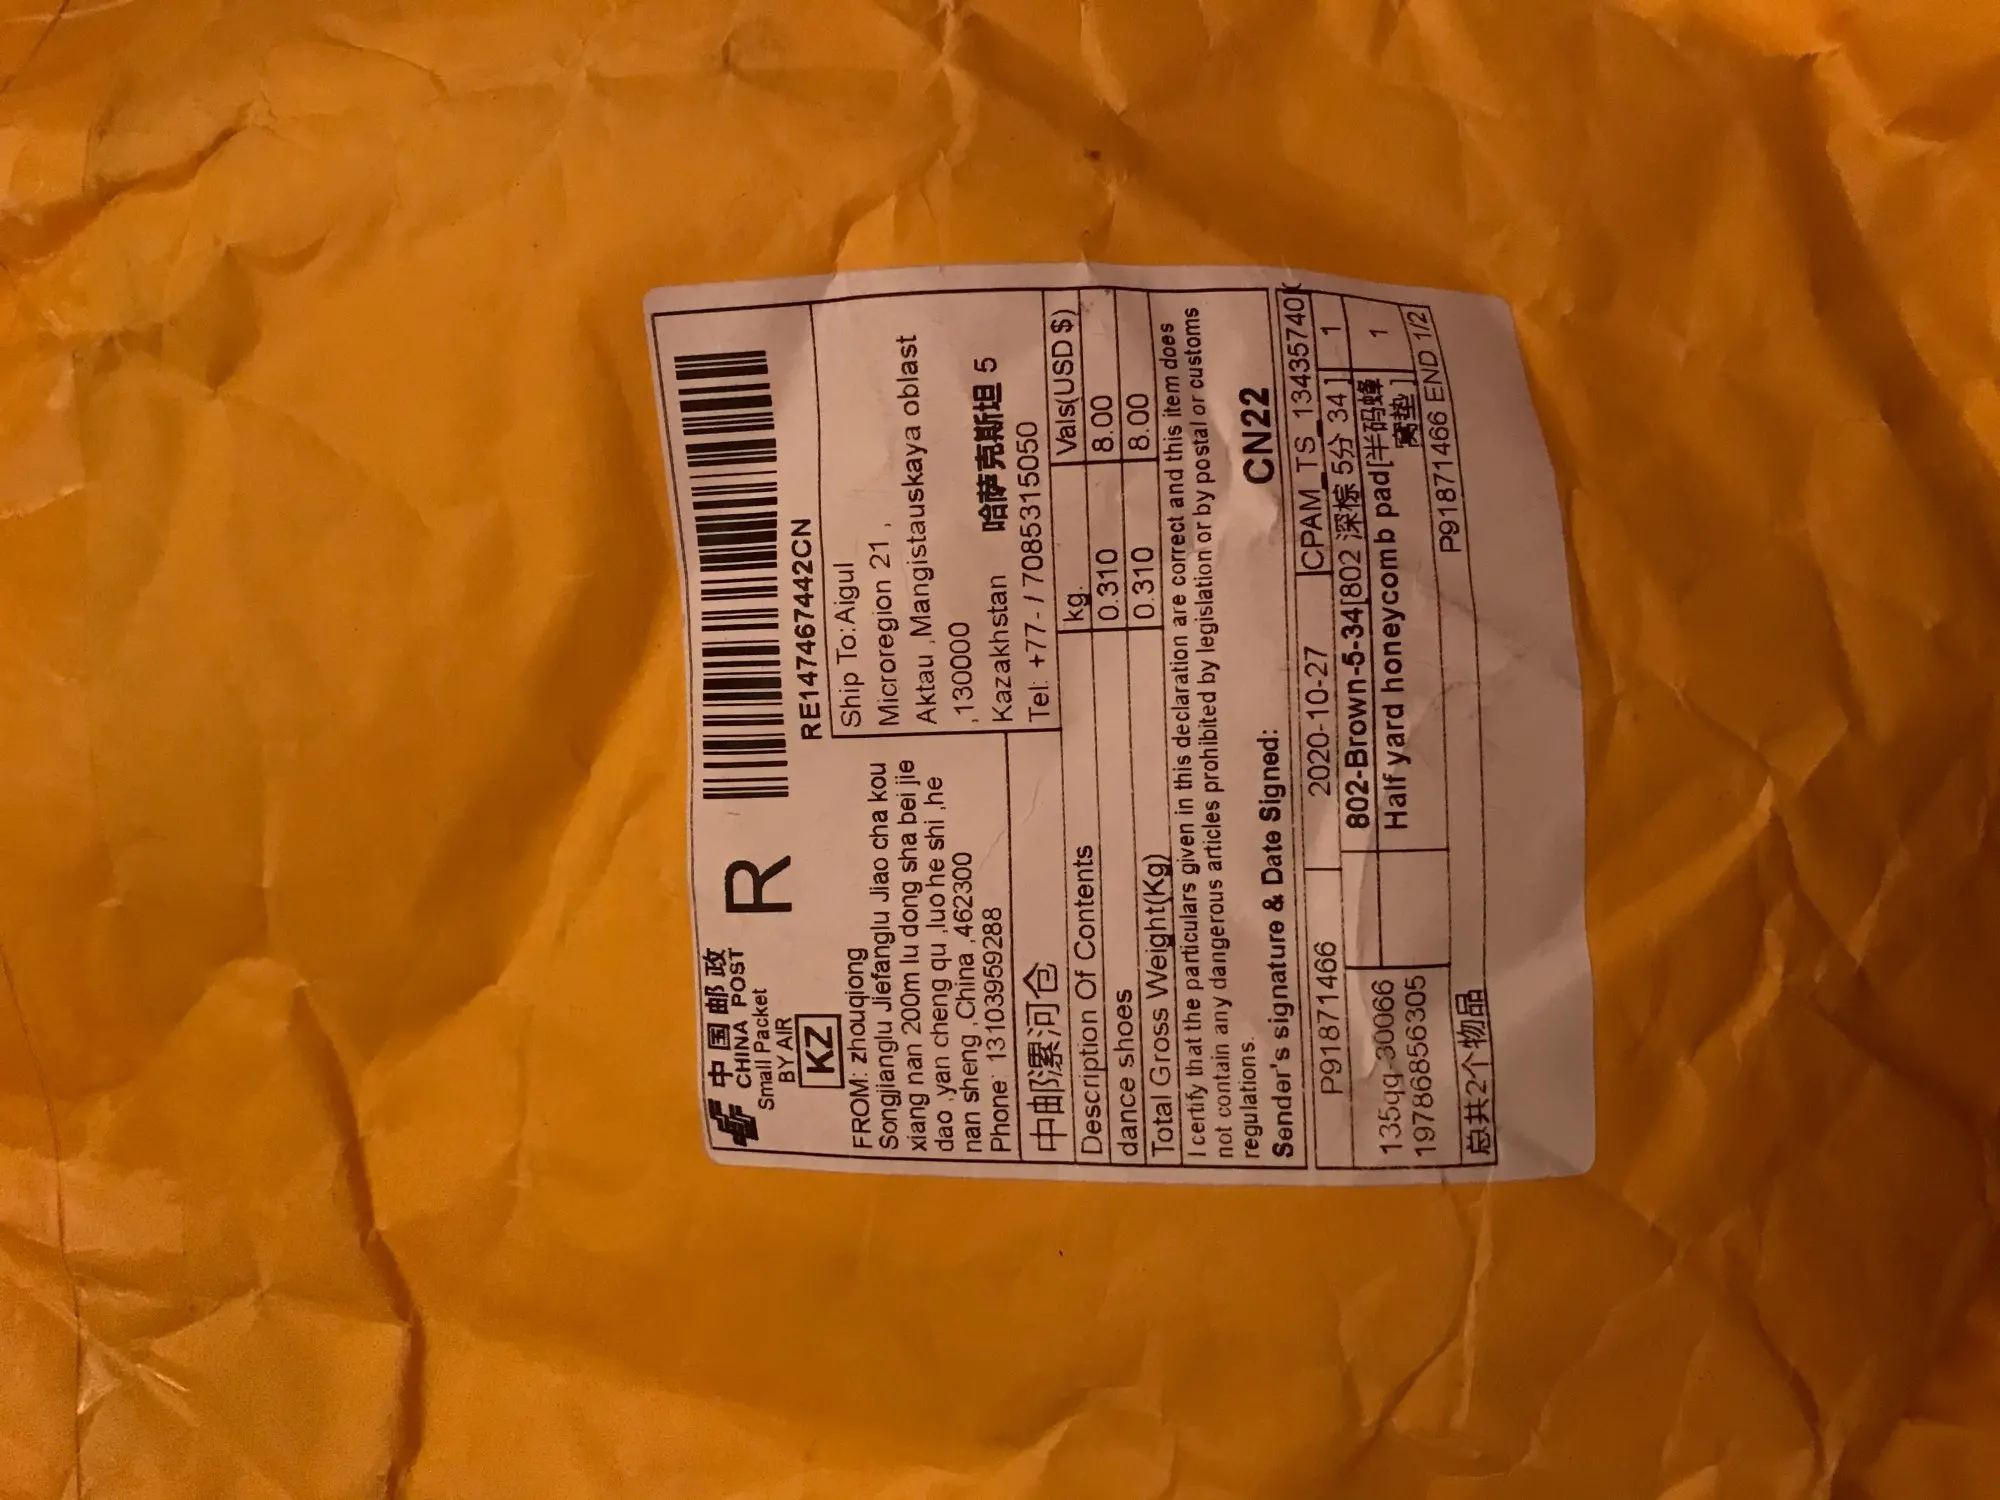 中国邮政
CHINA POST
Small Packet
BY AIR
KZ
R
RE147467442CN
FROM: zhouqiong
Songjianglu Jiefanglu Jiao cha kou
xiang nan 200m lu dong sha bei jie
dao ,yan cheng qu ,luo he shi ,he
nan sheng ,China ,462300
Phone: 13103959288
Ship To:Aigul
Microregion 21 ,
Aktau ,Mangistauskaya oblast
,130000
Kazakhstan 哈萨克斯坦 5
Tel: +77- / 7085315050
中邮漯河仓
Description Of Contents kg. Vals(USD $)
dance shoes 0.310 8.00
Total Gross Weight(Kg) 0.310 8.00
I certify that the particulars given in this declaration are correct and this item does
not contain any dangerous articles prohibited by legislation or by postal or customs
regulations.
Sender's signature & Date Signed: CN22
P91871466 2020-10-27 CPAM_TS_13435740
802-Brown-5-34[802 深棕 5分 34 ] 1
135qq-30066
19786856305
Half yard honeycomb pad[半码蜂 1
窝垫 ]
P91871466 END 1/2]
总共2个物品